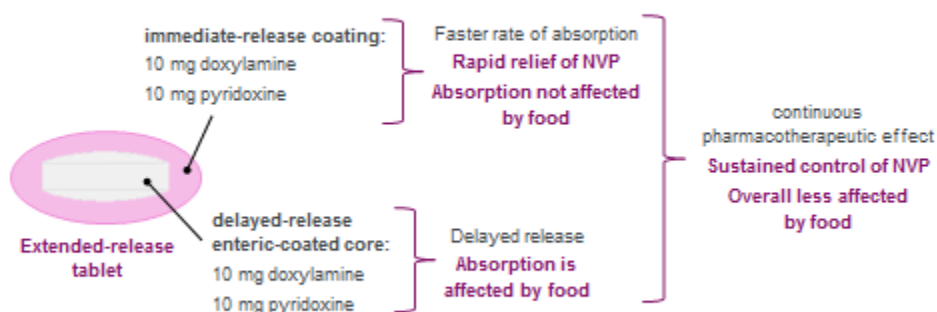 immediate-release coating:
10 mg doxylamine
10 mg pyridoxine
Faster rate of absorption
Rapid relief of NVP
Absorption not affected
by food
Extended-release
tablet
delayed-release
enteric-coated core:
10 mg doxylamine
10 mg pyridoxine
Delayed release
Absorption is
affected by food
continuous
pharmacotherapeutic effect
Sustained control of NVP
Overall less affected
by food